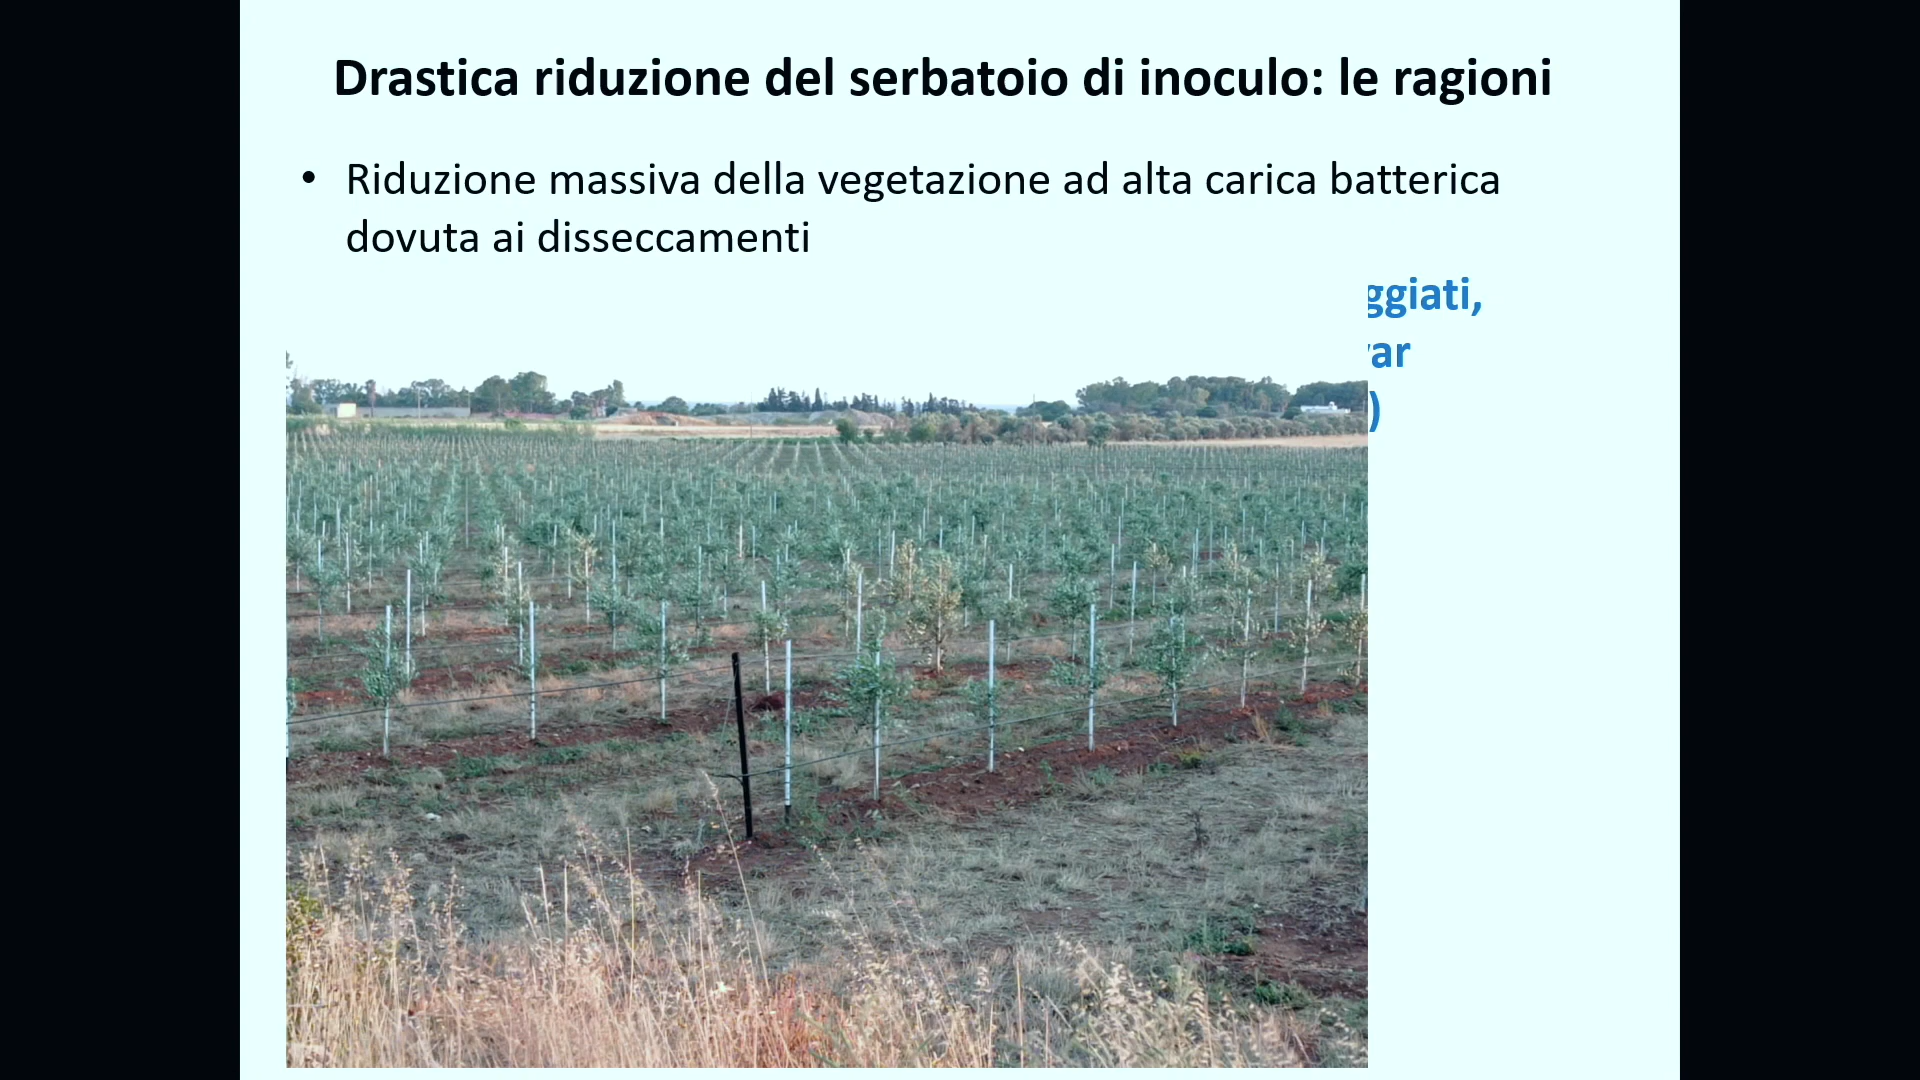 Drastica riduzione del serbatoio di inoculo: le ragioni
• Riduzione massiva della vegetazione ad alta carica batterica
dovuta ai disseccamenti
ggiati,
ar
)